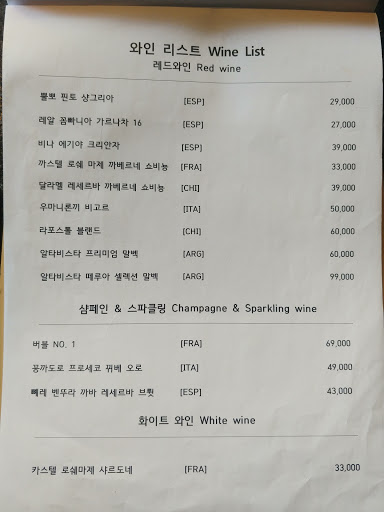 와인 리스트 Wine List
레드와인 Red wine
뿔뽀 핀토 샹그리아 [ESP] 29,000
레알 꼼빠니아 가르나차 16 [ESP] 27,000
비나 에기아 크리안자 [ESP] 39,000
까스텔 로쉐 마제 까베르네 쇼비뇽 [FRA] 33,000
달라멜 레세르바 까베르네 쇼비뇽 [CHI] 39,000
우마니론끼 비고르 [ITA] 50,000
라포스톨 블랜드 [CHI] 60,000
알타비스타 프리미엄 말벡 [ARG] 60,000
알타비스타 떼루아 셀렉션 말벡 [ARG] 99,000
샴페인 & 스파클링 Champagne & Sparkling wine
버블 NO. 1 [FRA] 69,000
퐁까도로 프로세코 뀌베 오로 [ITA] 49,000
뻬레 벤뚜라 까바 레세르바 브륏 [ESP] 43,000
화이트 와인 White wine
카스텔 로쉐마제 샤르도네 [FRA] 33,000